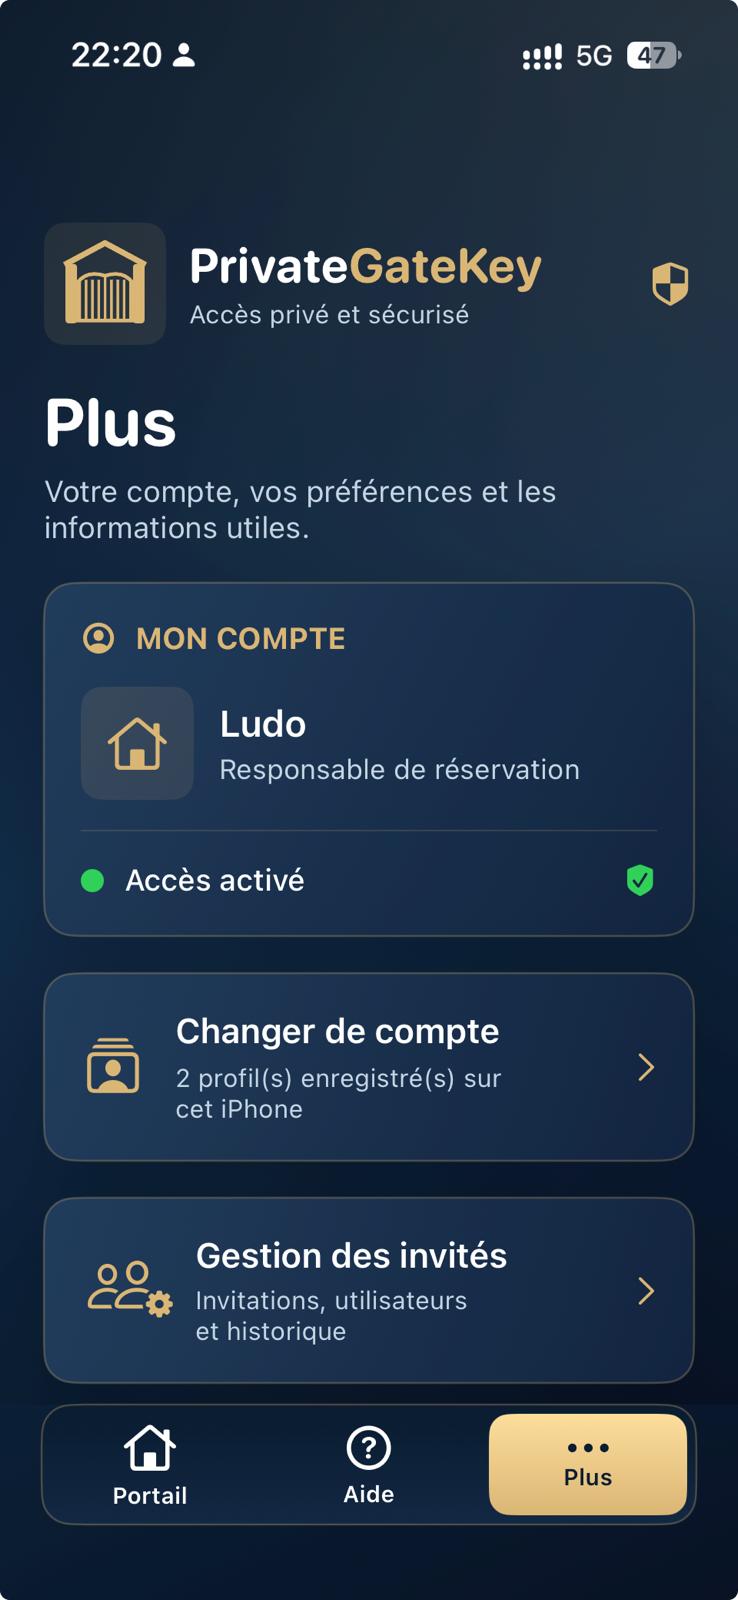 22:20
5G
47
PrivateGateKey
Accès privé et sécurisé
Plus
Votre compte, vos préférences et les
informations utiles.
MON COMPTE
Ludo
Responsable de réservation
Accès activé
Changer de compte
2 profil(s) enregistré(s) sur
cet iPhone
Gestion des invités
Invitations, utilisateurs
et historique
Portail
Aide
Plus